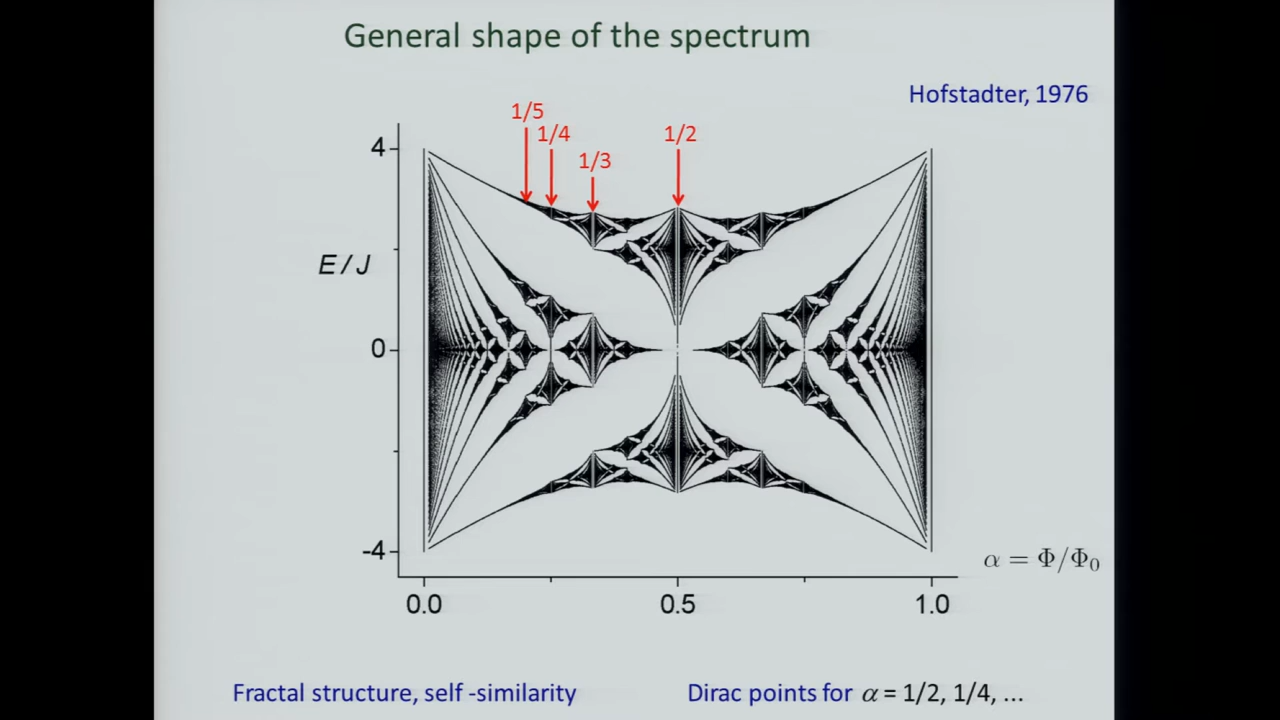 General shape of the spectrum
Hofstadter, 1976
1/5
1/4
1/3
1/2
4
E / J
0
-4
α = Φ/Φ₀
0.0 0.5 1.0
Fractal structure, self -similarity
Dirac points for α = 1/2, 1/4, ...